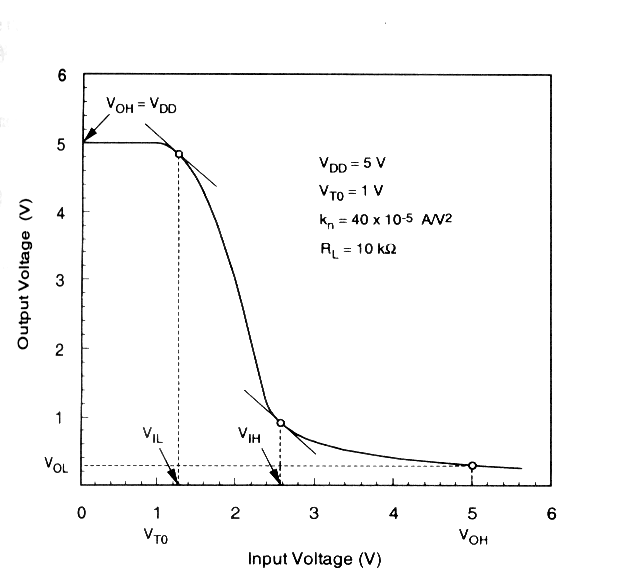 6
V_OH = V_DD
5
V_DD = 5 V
V_T0 = 1 V
4
k_n = 40 x 10^-5 A/V2
R_L = 10 kΩ
Output Voltage (V)
3
2
1
V_IL
V_IH
V_OL
0 1 2 3 4 5 6
V_T0
V_OH
Input Voltage (V)